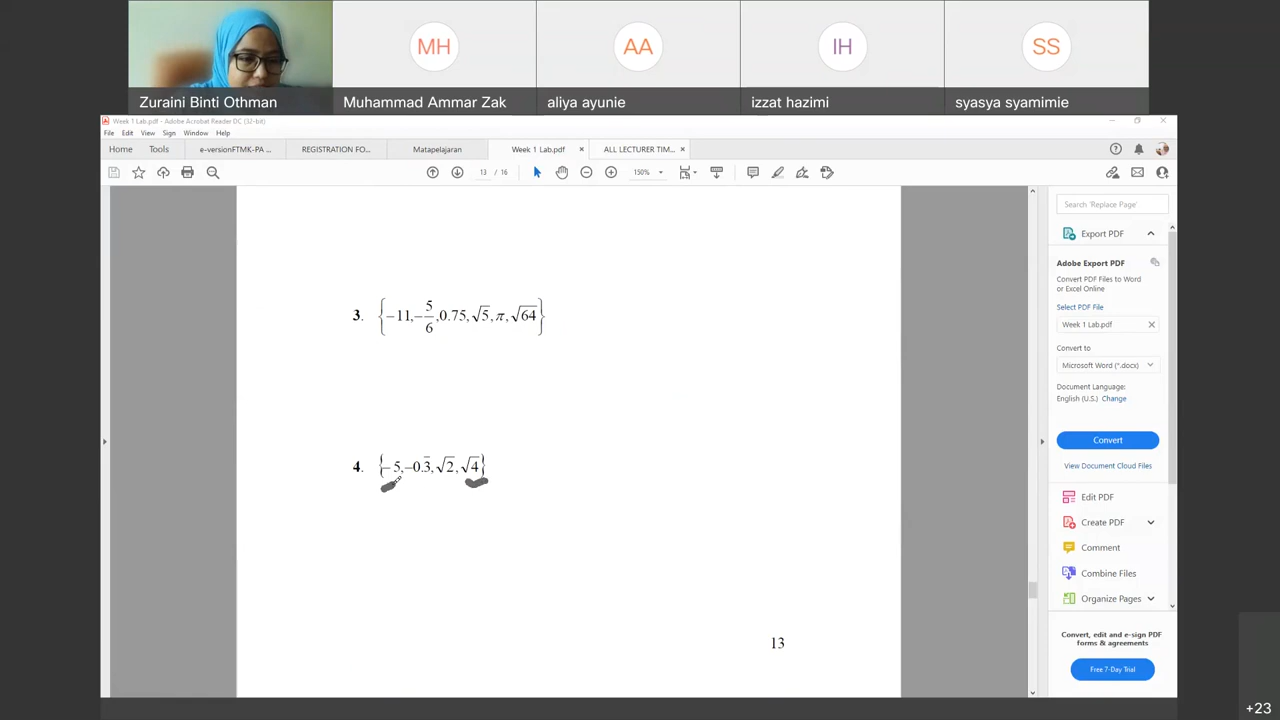 MH
AA
IH
SS
Zuraini Binti Othman
Muhammad Ammar Zak
aliya ayunie
izzat hazimi
syasya syamimie
Week 1 Lab.pdf - Adobe Acrobat Reader DC (32-bit)
File Edit View Sign Window Help
Home Tools e-versionFTMK-PA ... REGISTRATION FO... Matapelajaran Week 1 Lab.pdf × ALL LECTURER TIM... ×
13 / 16 150%
Search 'Replace Page'
Export PDF
Adobe Export PDF
Convert PDF Files to Word
or Excel Online
Select PDF File
Week 1 Lab.pdf ×
Convert to
Microsoft Word (*.docx)
Document Language:
English (U.S.) Change
Convert
View Document Cloud Files
Edit PDF
Create PDF
Comment
Combine Files
Organize Pages
Convert, edit and e-sign PDF
forms & agreements
Free 7-Day Trial
3. {−11,−5/6,0.75,√5,π,√64}
4. {−5,−0.3̅,√2,√4}
13
+23